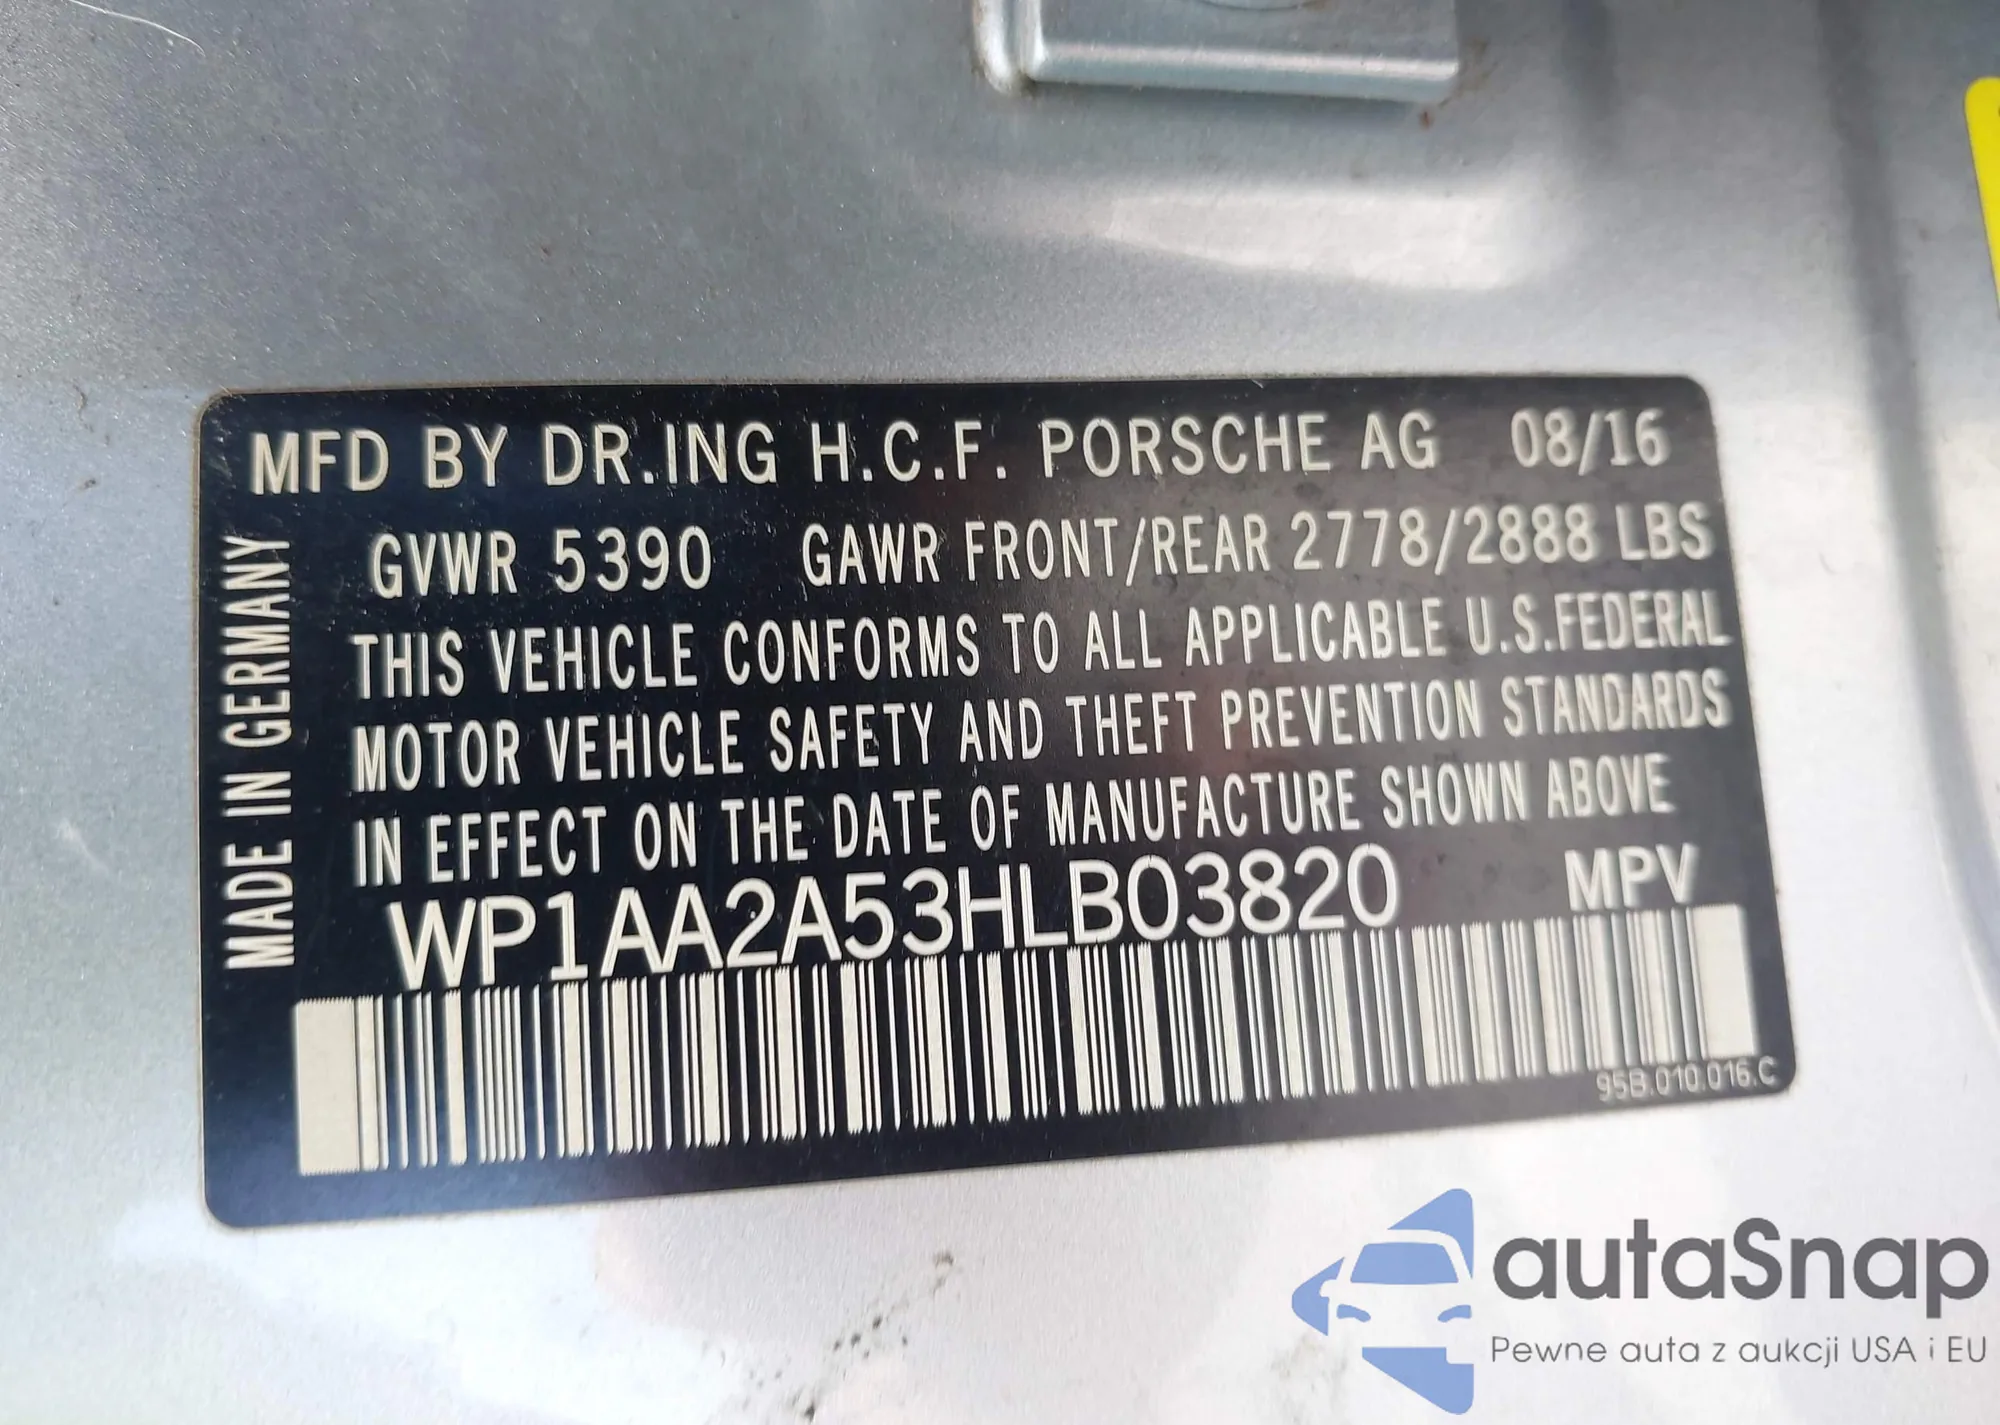 MFD BY DR.ING H.C.F. PORSCHE AG 08/16
GVWR 5390 GAWR FRONT/REAR 2778/2888 LBS
THIS VEHICLE CONFORMS TO ALL APPLICABLE U.S.FEDERAL
MOTOR VEHICLE SAFETY AND THEFT PREVENTION STANDARDS
IN EFFECT ON THE DATE OF MANUFACTURE SHOWN ABOVE
WP1AA2A53HLB03820 MPV
95B.010.016.C
MADE IN GERMANY
autaSnap
Pewne auta z aukcji USA i EU